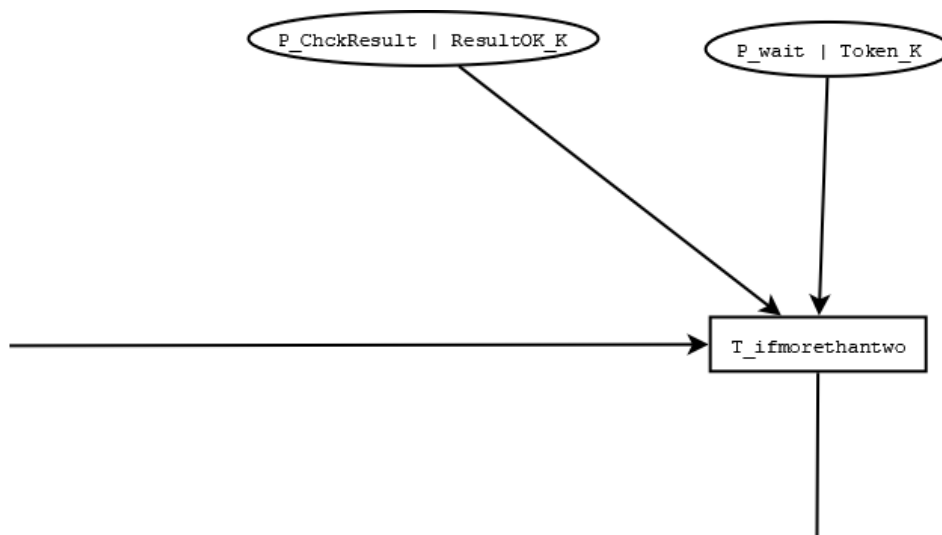 P_ChckResult | ResultOK_K
P_wait | Token_K
T_ifmorethantwo